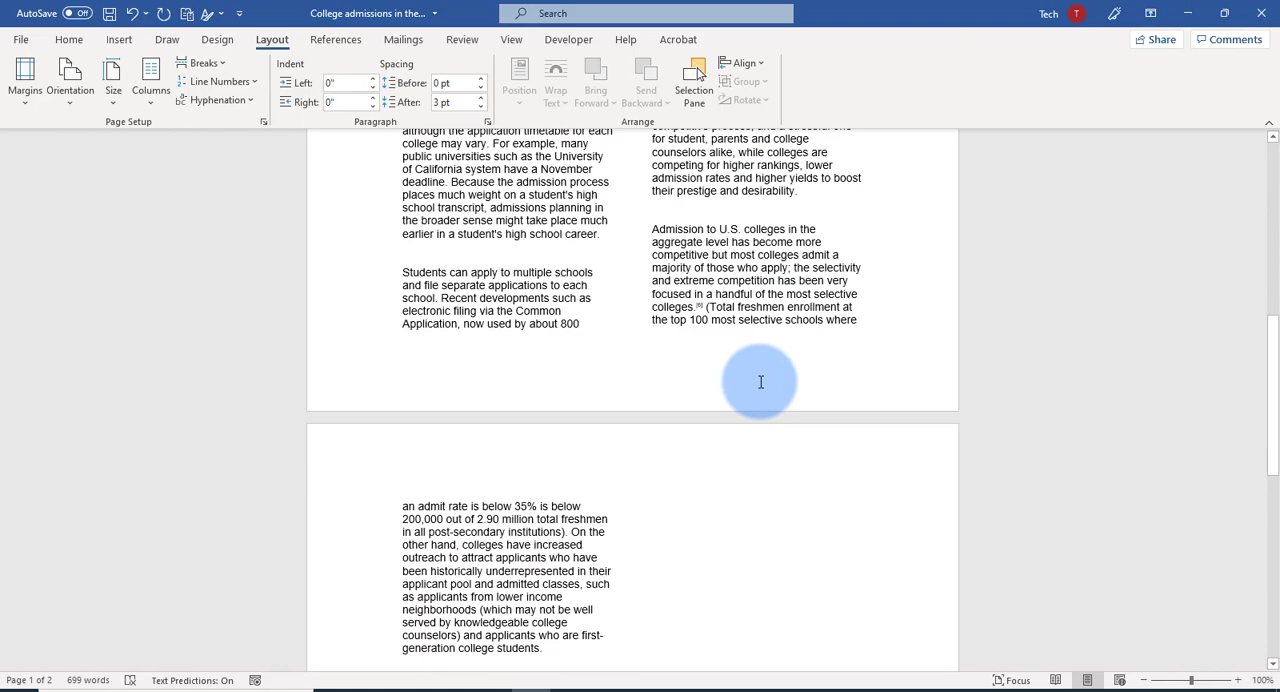 AutoSave Off College admissions in the... Search Tech T
File Home Insert Draw Design Layout References Mailings Review View Developer Help Acrobat Share Comments
Margins Orientation Size Columns Breaks Line Numbers Hyphenation
Page Setup
Indent Spacing
Left: 0" Before: 0 pt
Right: 0" After: 3 pt
Paragraph
Position Wrap Text Bring Forward Send Backward Selection Pane Align Group Rotate
Arrange
although the application timetable for each
college may vary. For example, many
public universities such as the University
of California system have a November
deadline. Because the admission process
places much weight on a student's high
school transcript, admissions planning in
the broader sense might take place much
earlier in a student's high school career.
Students can apply to multiple schools
and file separate applications to each
school. Recent developments such as
electronic filing via the Common
Application, now used by about 800
competitive process, and a stressful one
for student, parents and college
counselors alike, while colleges are
competing for higher rankings, lower
admission rates and higher yields to boost
their prestige and desirability.
Admission to U.S. colleges in the
aggregate level has become more
competitive but most colleges admit a
majority of those who apply; the selectivity
and extreme competition has been very
focused in a handful of the most selective
colleges.[6] (Total freshmen enrollment at
the top 100 most selective schools where
an admit rate is below 35% is below
200,000 out of 2.90 million total freshmen
in all post-secondary institutions). On the
other hand, colleges have increased
outreach to attract applicants who have
been historically underrepresented in their
applicant pool and admitted classes, such
as applicants from lower income
neighborhoods (which may not be well
served by knowledgeable college
counselors) and applicants who are first-
generation college students.
Page 1 of 2 699 words Text Predictions: On Focus 100%